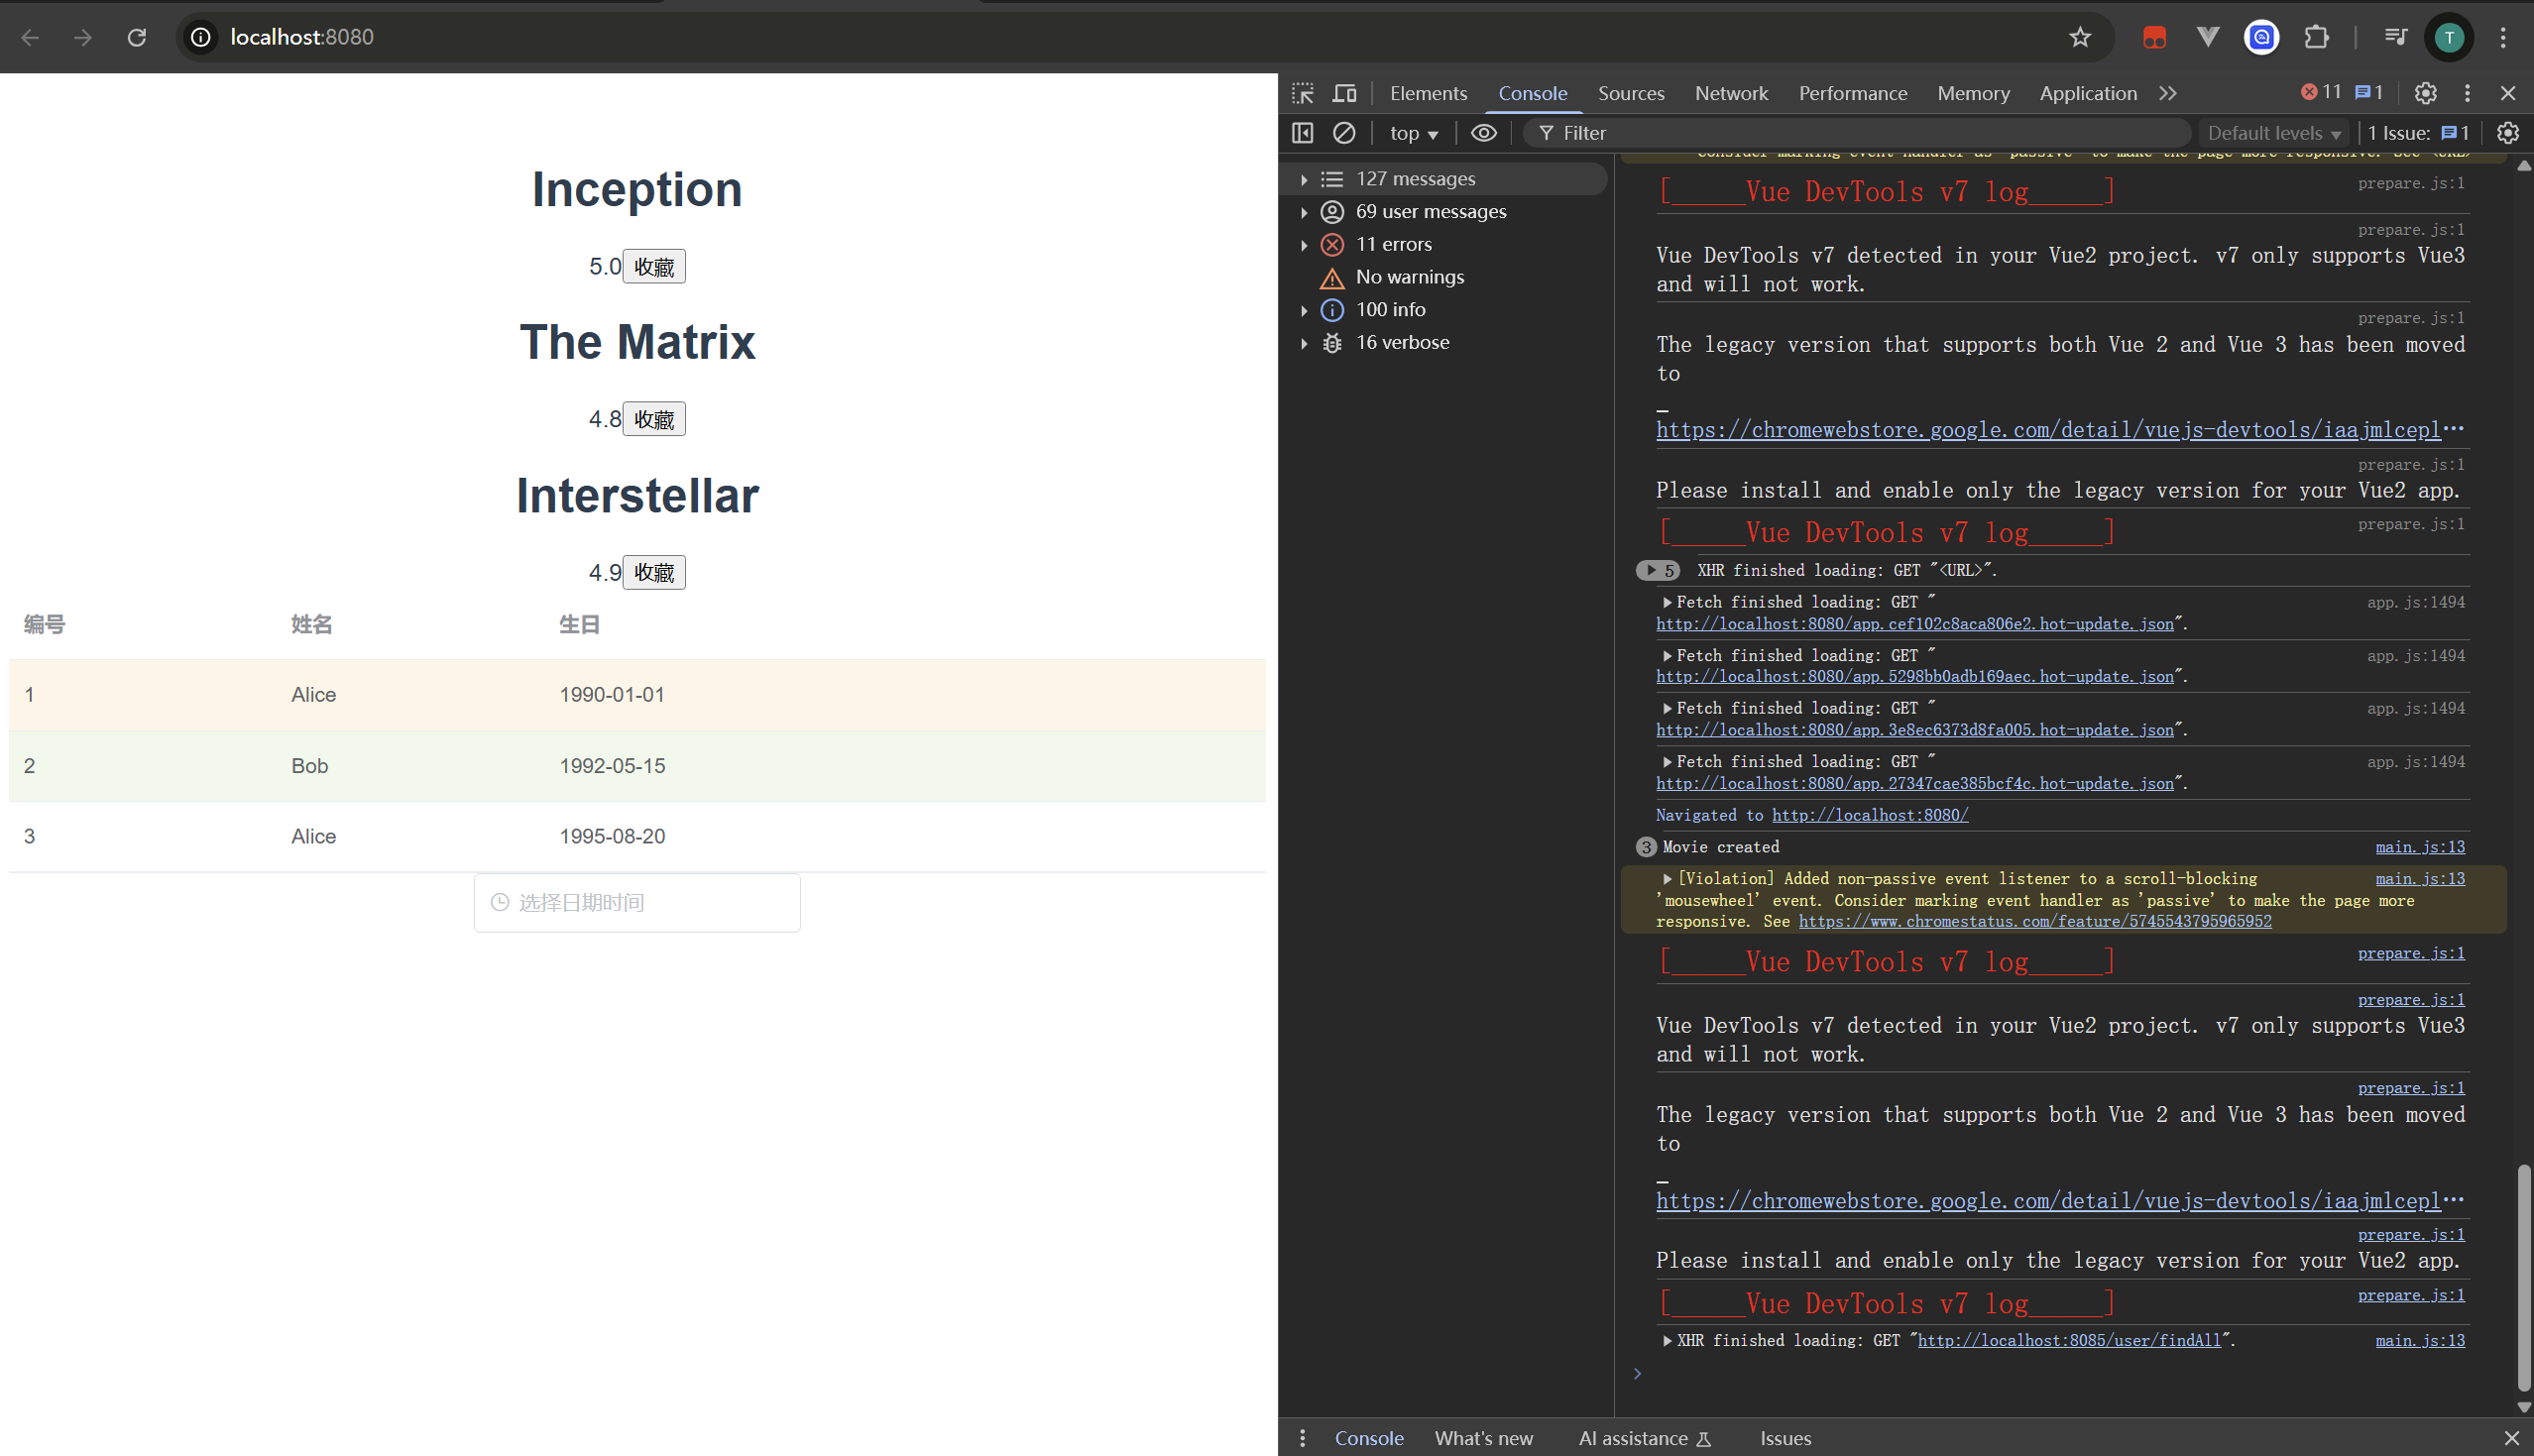 localhost:8080
T
Inception
5.0 收藏
The Matrix
4.8 收藏
Interstellar
4.9 收藏
编号 姓名 生日
1 Alice 1990-01-01
2 Bob 1992-05-15
3 Alice 1995-08-20
选择日期时间
Elements Console Sources Network Performance Memory Application 11 1
top Filter Default levels 1 Issue: 1
127 messages
69 user messages
11 errors
No warnings
100 info
16 verbose
[_____Vue DevTools v7 log_____] prepare.js:1
prepare.js:1
Vue DevTools v7 detected in your Vue2 project. v7 only supports Vue3
and will not work.
prepare.js:1
The legacy version that supports both Vue 2 and Vue 3 has been moved
to
https://chromewebstore.google.com/detail/vuejs-devtools/iaajmlcepl…
prepare.js:1
Please install and enable only the legacy version for your Vue2 app.
[_____Vue DevTools v7 log_____] prepare.js:1
5 XHR finished loading: GET "<URL>".
Fetch finished loading: GET " app.js:1494
http://localhost:8080/app.cef102c8aca806e2.hot-update.json".
Fetch finished loading: GET " app.js:1494
http://localhost:8080/app.5298bb0adb169aec.hot-update.json".
Fetch finished loading: GET " app.js:1494
http://localhost:8080/app.3e8ec6373d8fa005.hot-update.json".
Fetch finished loading: GET " app.js:1494
http://localhost:8080/app.27347cae385bcf4c.hot-update.json".
Navigated to http://localhost:8080/
3 Movie created main.js:13
[Violation] Added non-passive event listener to a scroll-blocking main.js:13
'mousewheel' event. Consider marking event handler as 'passive' to make the page more
responsive. See https://www.chromestatus.com/feature/5745543795965952
[_____Vue DevTools v7 log_____] prepare.js:1
prepare.js:1
Vue DevTools v7 detected in your Vue2 project. v7 only supports Vue3
and will not work.
prepare.js:1
The legacy version that supports both Vue 2 and Vue 3 has been moved
to
https://chromewebstore.google.com/detail/vuejs-devtools/iaajmlcepl…
prepare.js:1
Please install and enable only the legacy version for your Vue2 app.
[_____Vue DevTools v7 log_____] prepare.js:1
XHR finished loading: GET "http://localhost:8085/user/findAll". main.js:13
Console What's new AI assistance Issues